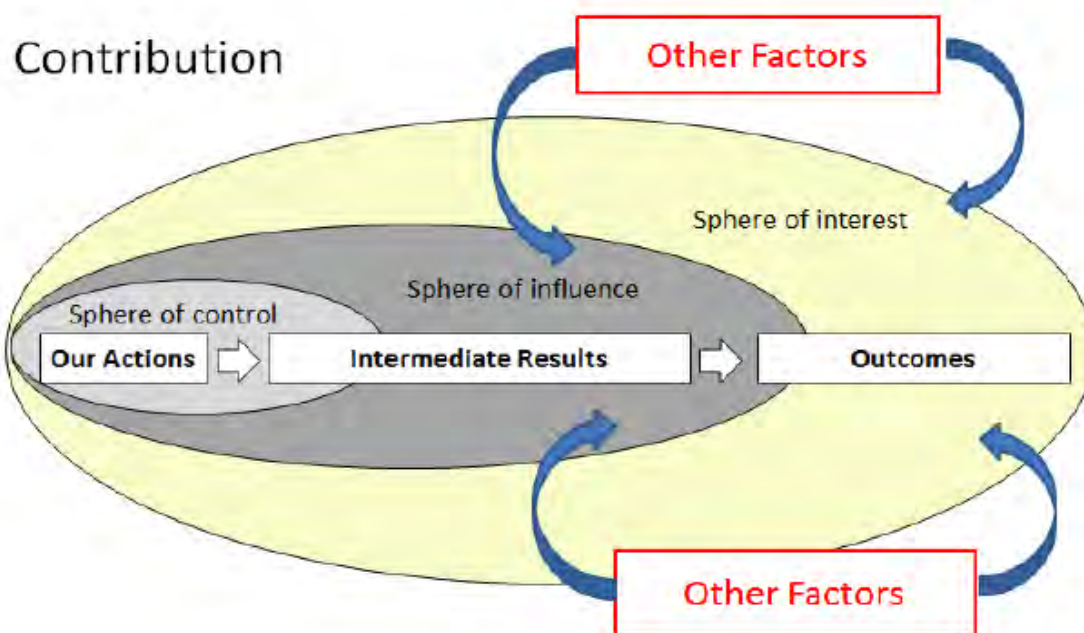 Contribution
Other Factors
Sphere of interest
Sphere of influence
Sphere of control
Our Actions
Intermediate Results
Outcomes
Other Factors